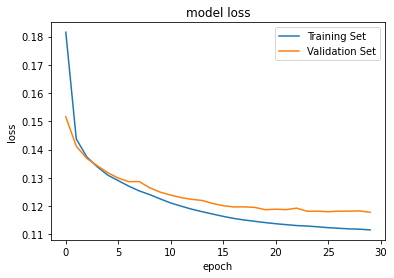 model loss
Training Set
Validation Set
0.18
0.17
0.16
0.15
0.14
0.13
0.12
0.11
loss
0 5 10 15 20 25 30
epoch